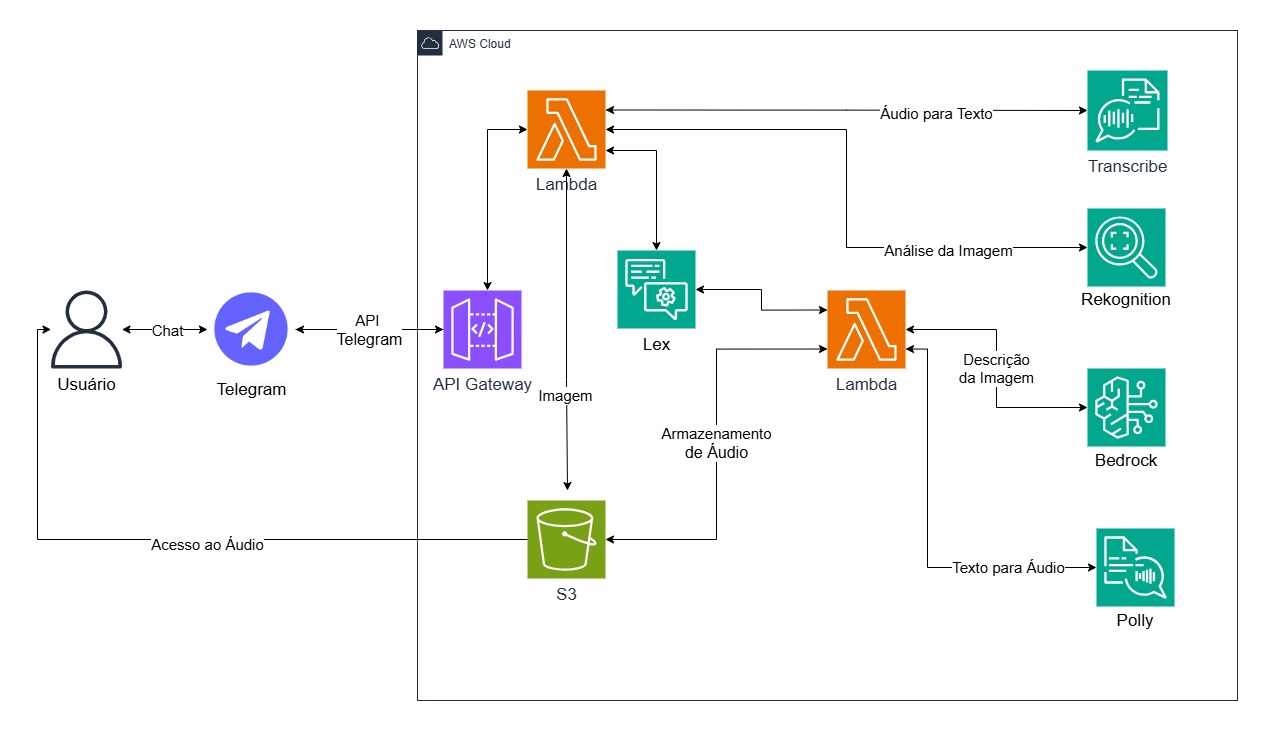 AWS Cloud
Áudio para Texto
Transcribe
Lambda
Análise da Imagem
Rekognition
Usuário
Chat
Telegram
API
Telegram
API Gateway
Lex
Lambda
Descrição
da Imagem
Bedrock
Imagem
Armazenamento
de Áudio
Acesso ao Áudio
S3
Texto para Áudio
Polly